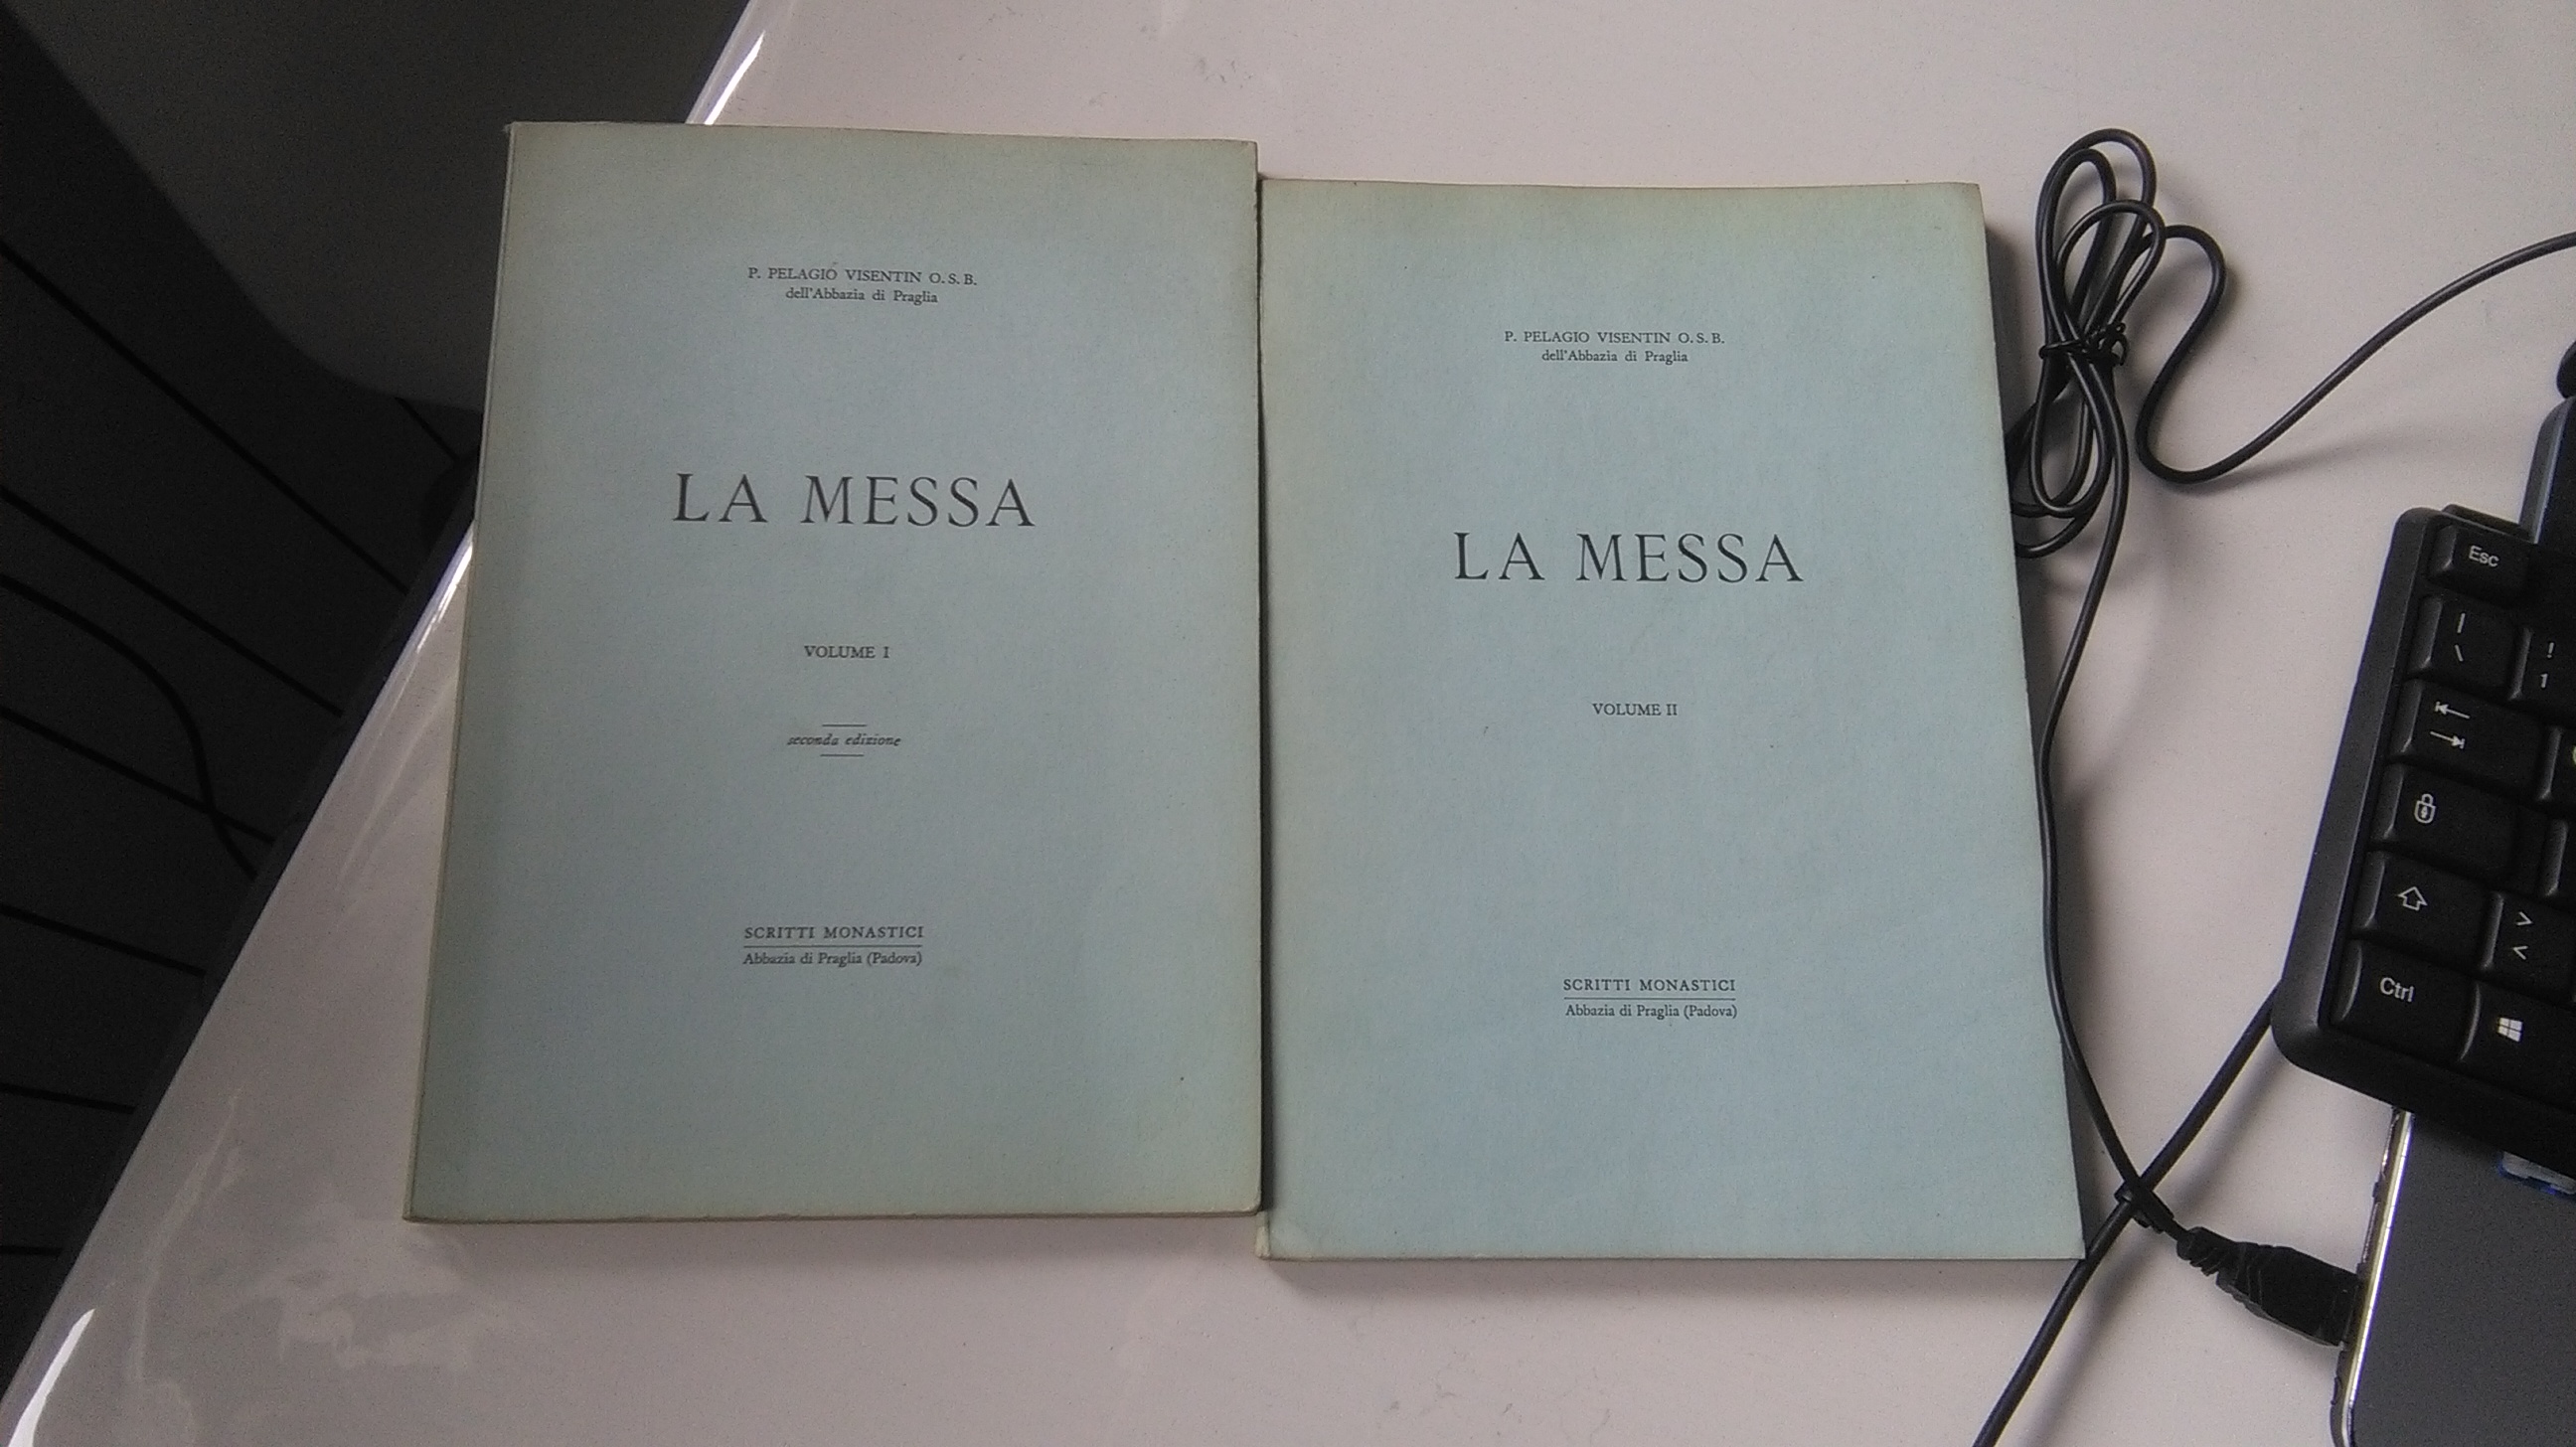 P. PELAGIO VISENTIN O. S. B.
dell'Abbazia di Praglia
LA MESSA
VOLUME I
seconda edizione
SCRITTI MONASTICI
Abbazia di Praglia (Padova)
P. PELAGIO VISENTIN O. S. B.
dell'Abbazia di Praglia
LA MESSA
VOLUME II
SCRITTI MONASTICI
Abbazia di Praglia (Padova)
Esc
|
\
!
1
>
<
Ctrl